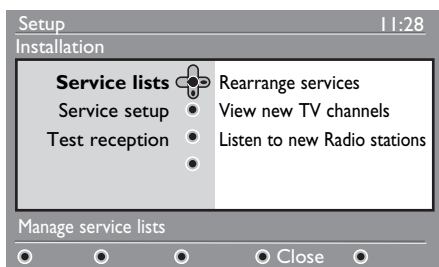 Setup 11:28
Installation
Service lists Rearrange services
Service setup View new TV channels
Test reception Listen to new Radio stations
Manage service lists
Close